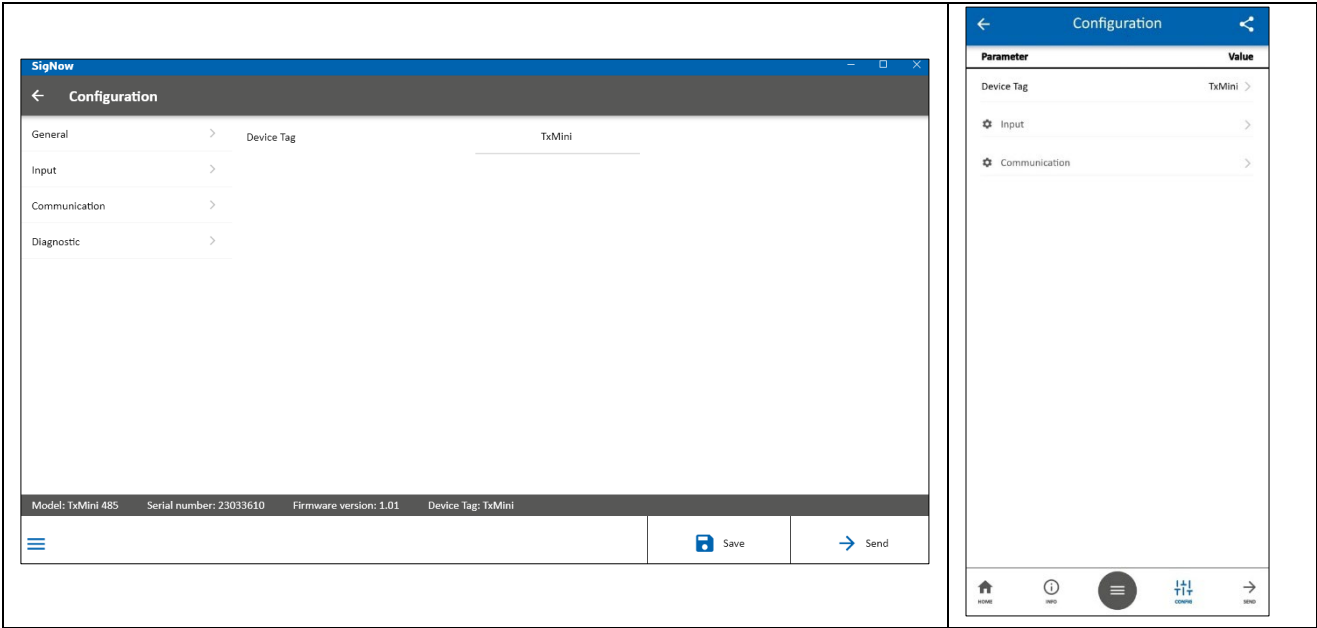 SigNow
Configuration
General
Device Tag
TxMini
Input
Communication
Diagnostic
Model: TxMini 485
Serial number: 23033610
Firmware version: 1.01
Device Tag: TxMini
Save
Send
Configuration
Parameter
Value
Device Tag
TxMini
Input
Communication
HOME
INFO
CONFIG
SEND